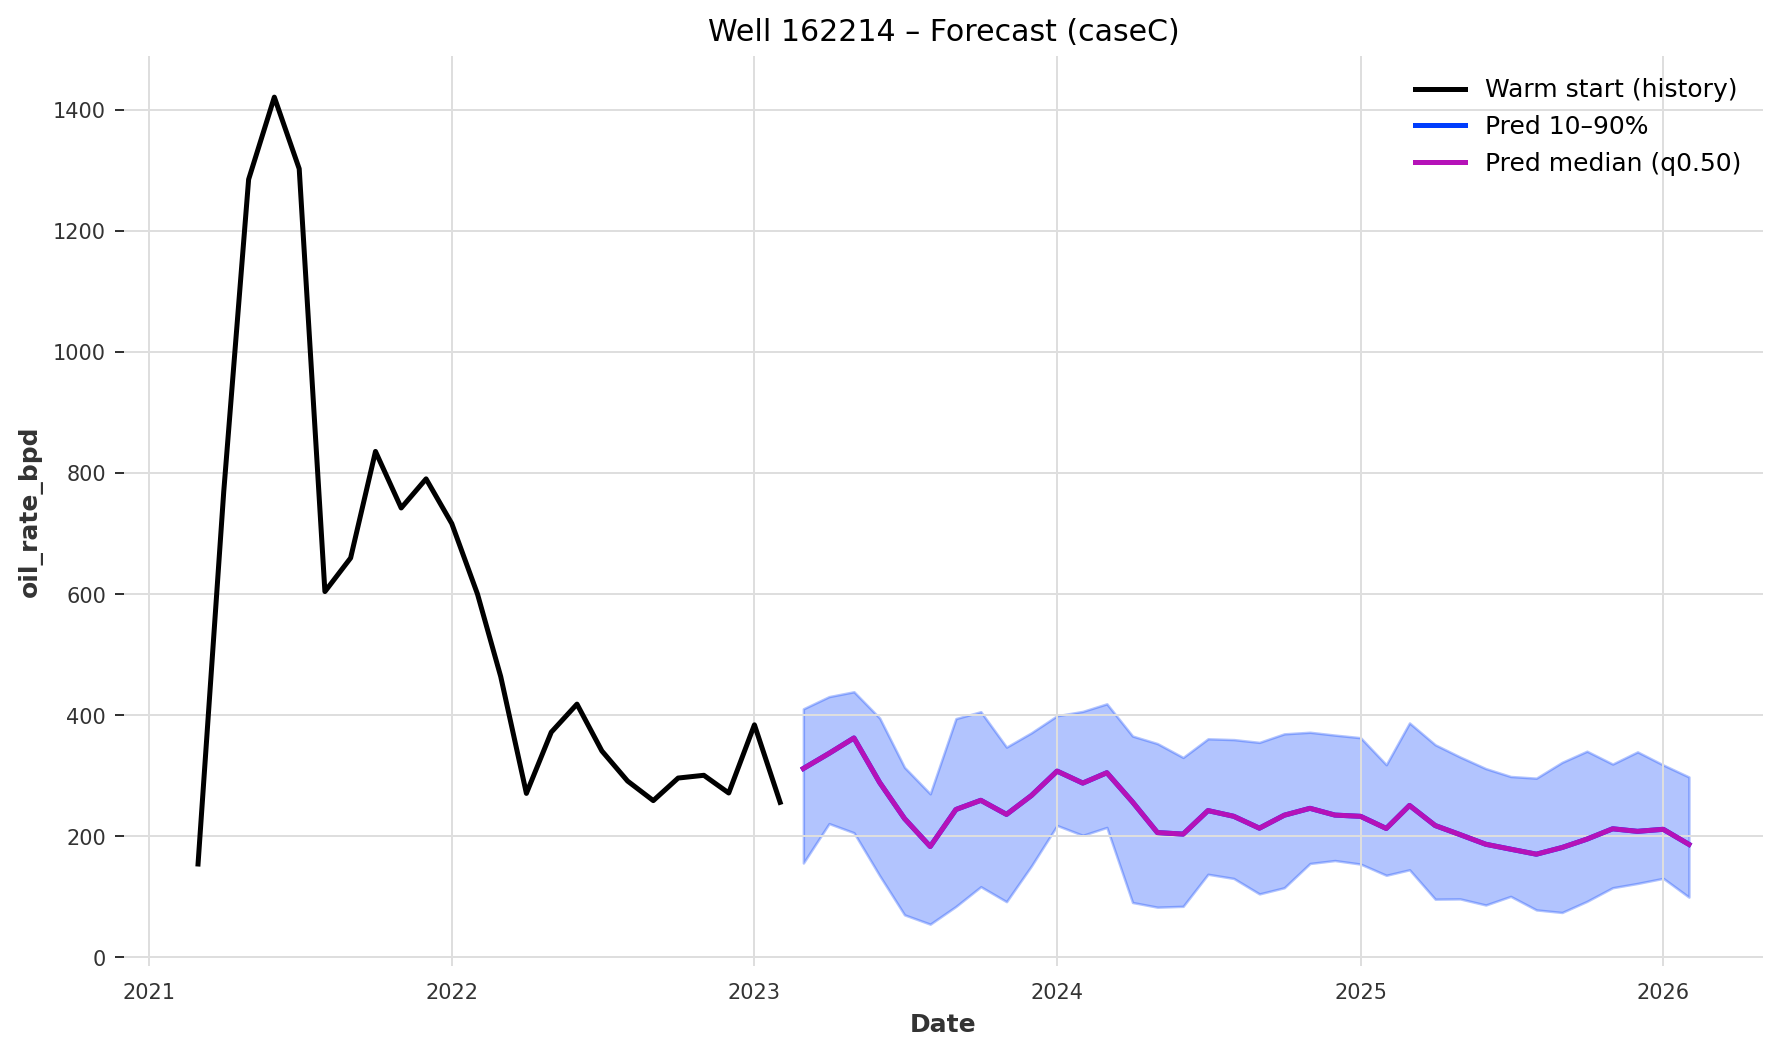 Well 162214 – Forecast (caseC)
Warm start (history)
Pred 10–90%
Pred median (q0.50)
oil_rate_bpd
1400
1200
1000
800
600
400
200
0
2021 2022 2023 2024 2025 2026
Date